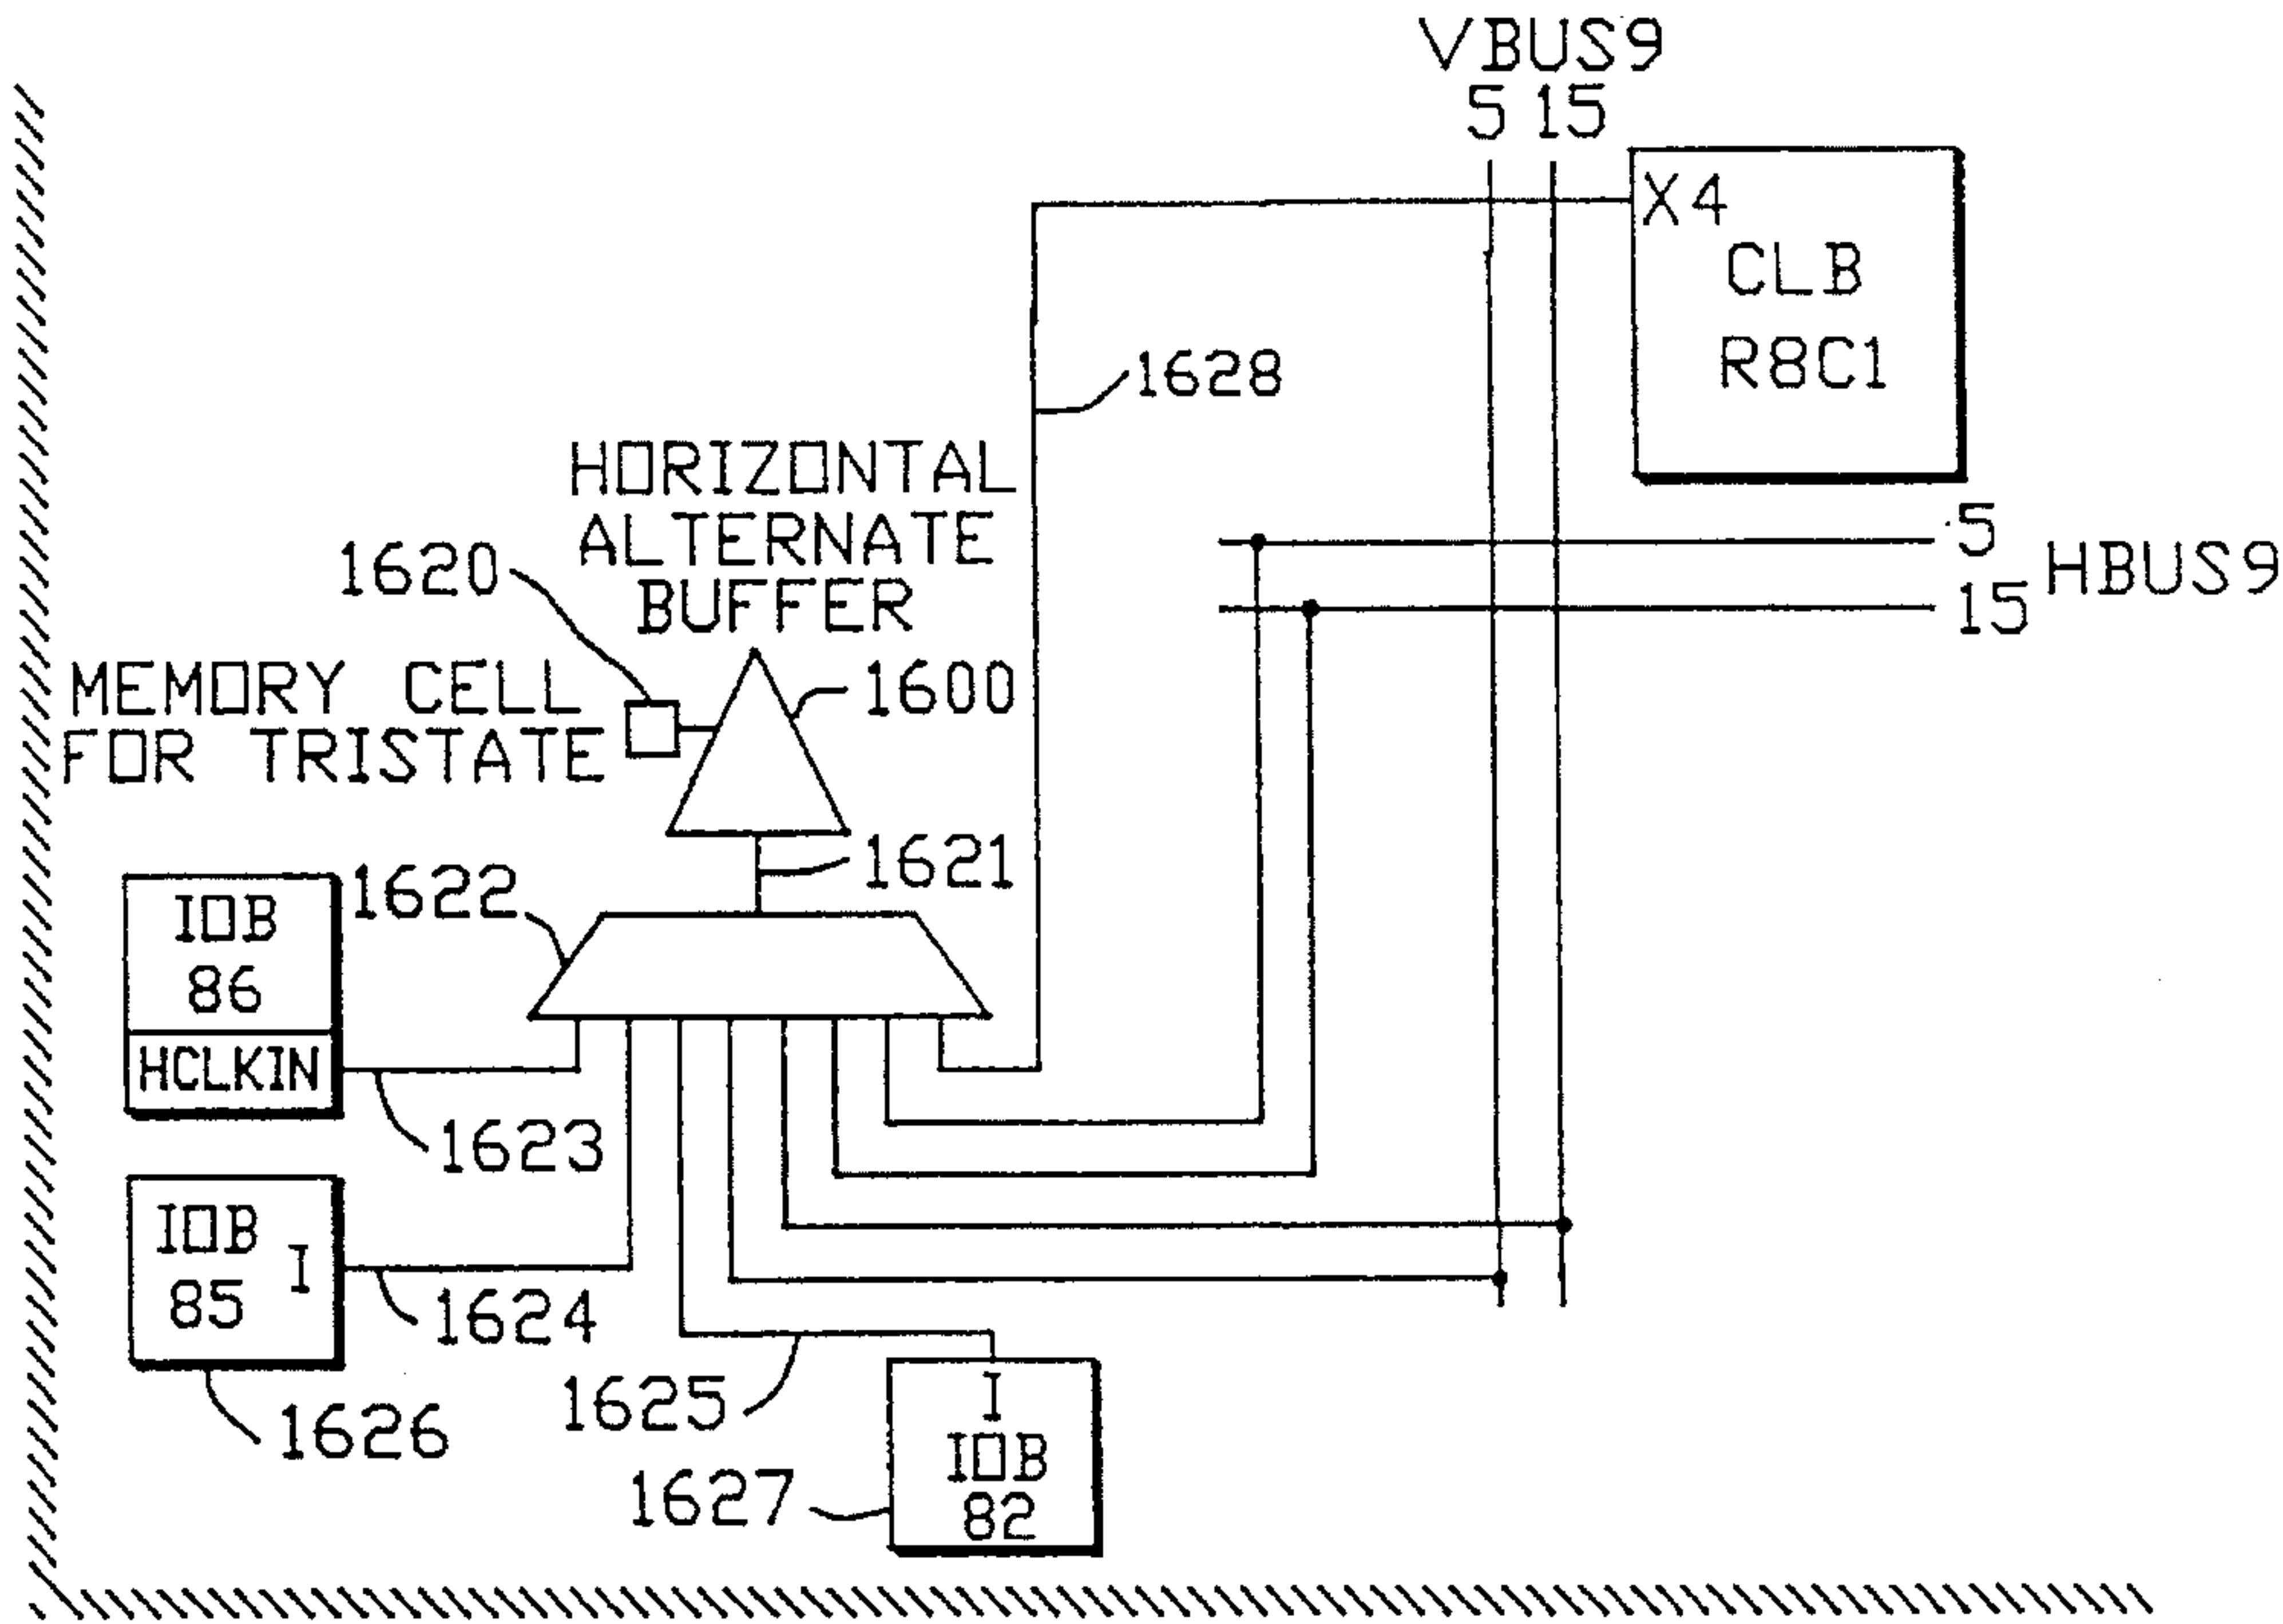 VBUS9
5 15
X4
CLB
R8C1
1628
HORIZONTAL
ALTERNATE
BUFFER
5
HBUS9
15
1620
MEMORY CELL
FOR TRISTATE
1600
1621
1622
IOB
86
HCLKIN
1623
IOB I
85
1624
1626
1625
I
IOB
82
1627